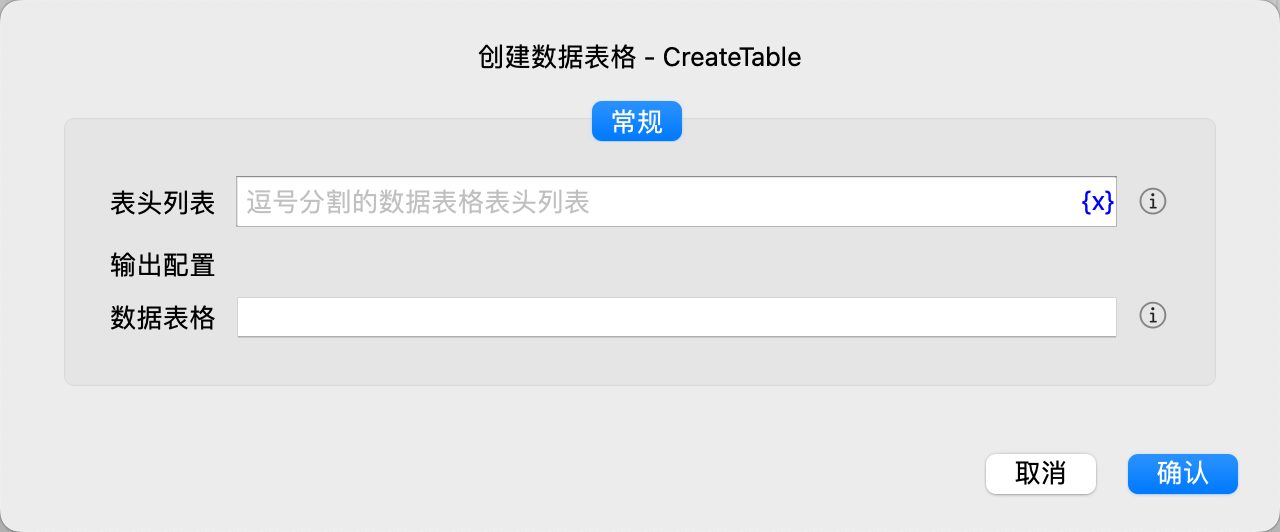 创建数据表格 - CreateTable
常规
表头列表 逗号分割的数据表格表头列表 {x}
输出配置
数据表格
取消 确认